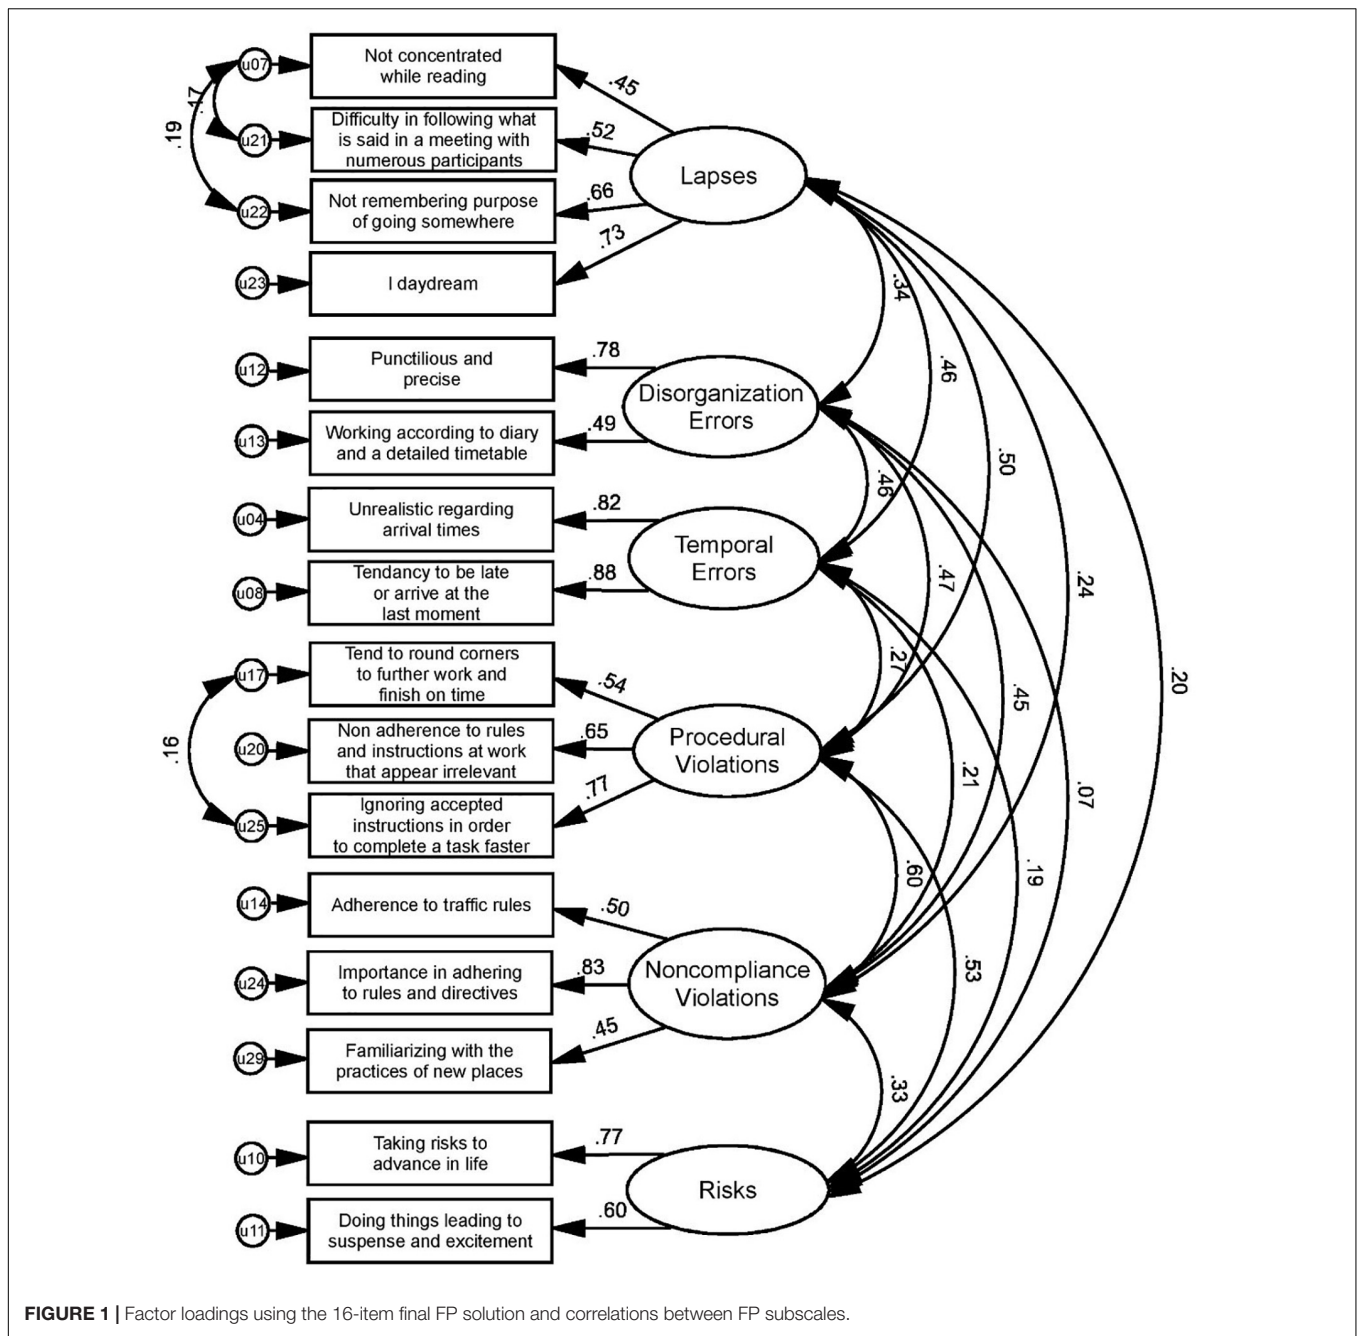 u07
Not concentrated
while reading
.45
.17
.19
u21
Difficulty in following what
is said in a meeting with
numerous participants
.52
Lapses
u22
Not remembering purpose
of going somewhere
.66
u23
I daydream
.73
.34
u12
Punctilious and
precise
.78
.46
Disorganization
Errors
u13
Working according to diary
and a detailed timetable
.49
.50
.46
u04
Unrealistic regarding
arrival times
.82
Temporal
Errors
u08
Tendancy to be late
or arrive at the
last moment
.88
.47
.24
u17
Tend to round corners
to further work and
finish on time
.54
.27
.45
.20
.16
u20
Non adherence to rules
and instructions at work
that appear irrelevant
.65
Procedural
Violations
.21
.07
u25
Ignoring accepted
instructions in order
to complete a task faster
.77
.60
.19
u14
Adherence to traffic rules
.50
u24
Importance in adhering
to rules and directives
.83
Noncompliance
Violations
.53
u29
Familiarizing with the
practices of new places
.45
.33
u10
Taking risks to
advance in life
.77
Risks
u11
Doing things leading to
suspense and excitement
.60
FIGURE 1 | Factor loadings using the 16-item final FP solution and correlations between FP subscales.